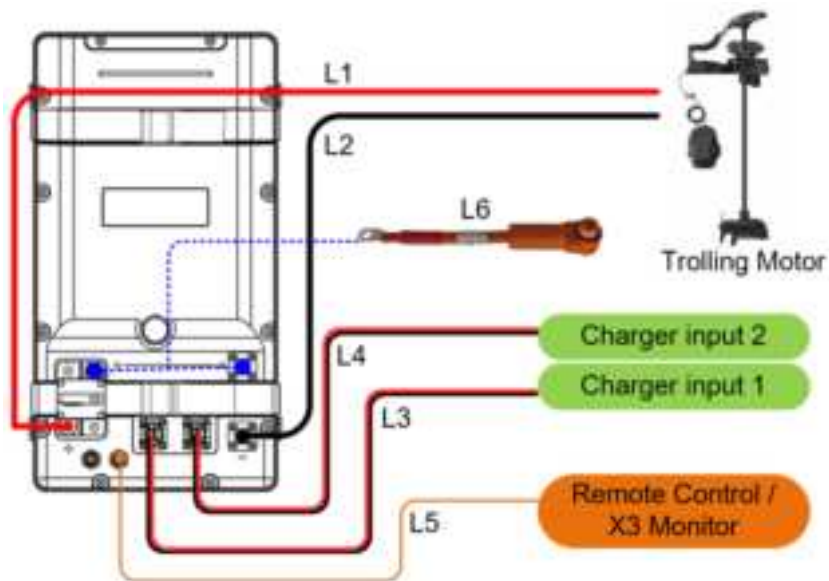 L1
L2
L6
Trolling Motor
Charger input 2
L4
Charger input 1
L3
Remote Control /
X3 Monitor
L5
+
-